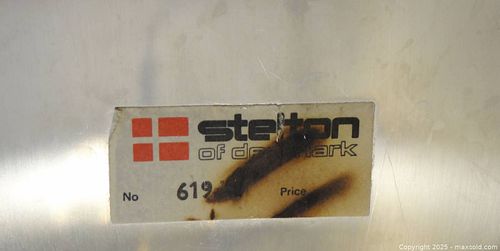 stelton
of denmark
No 619 Price
Copyright © 2025 - maxsold.com